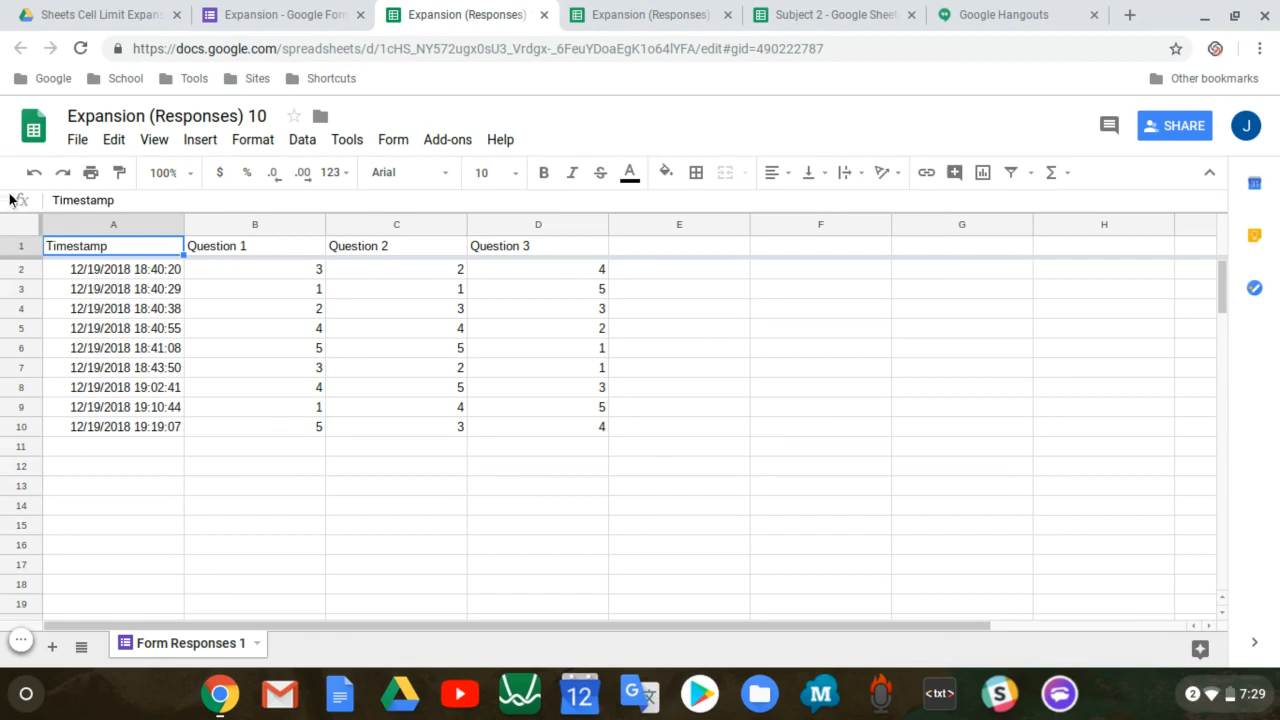 Sheets Cell Limit Expans
Expansion - Google Form
Expansion (Responses)
Expansion (Responses)
Subject 2 - Google Sheet
Google Hangouts
https://docs.google.com/spreadsheets/d/1cHS_NY572ugx0sU3_Vrdgx-_6FeuYDoaEgK1o64lYFA/edit#gid=490222787
Google School Tools Sites Shortcuts Other bookmarks
Expansion (Responses) 10
SHARE J
File Edit View Insert Format Data Tools Form Add-ons Help
100% $ % .0 .00 123 Arial 10 B I S A Σ
fx Timestamp
A B C D E F G H
1 Timestamp Question 1 Question 2 Question 3
2 12/19/2018 18:40:20 3 2 4
3 12/19/2018 18:40:29 1 1 5
4 12/19/2018 18:40:38 2 3 3
5 12/19/2018 18:40:55 4 4 2
6 12/19/2018 18:41:08 5 5 1
7 12/19/2018 18:43:50 3 2 1
8 12/19/2018 19:02:41 4 5 3
9 12/19/2018 19:10:44 1 4 5
10 12/19/2018 19:19:07 5 3 4
11
12
13
14
15
16
17
18
19
Form Responses 1
12 M <txt> S 2 7:29